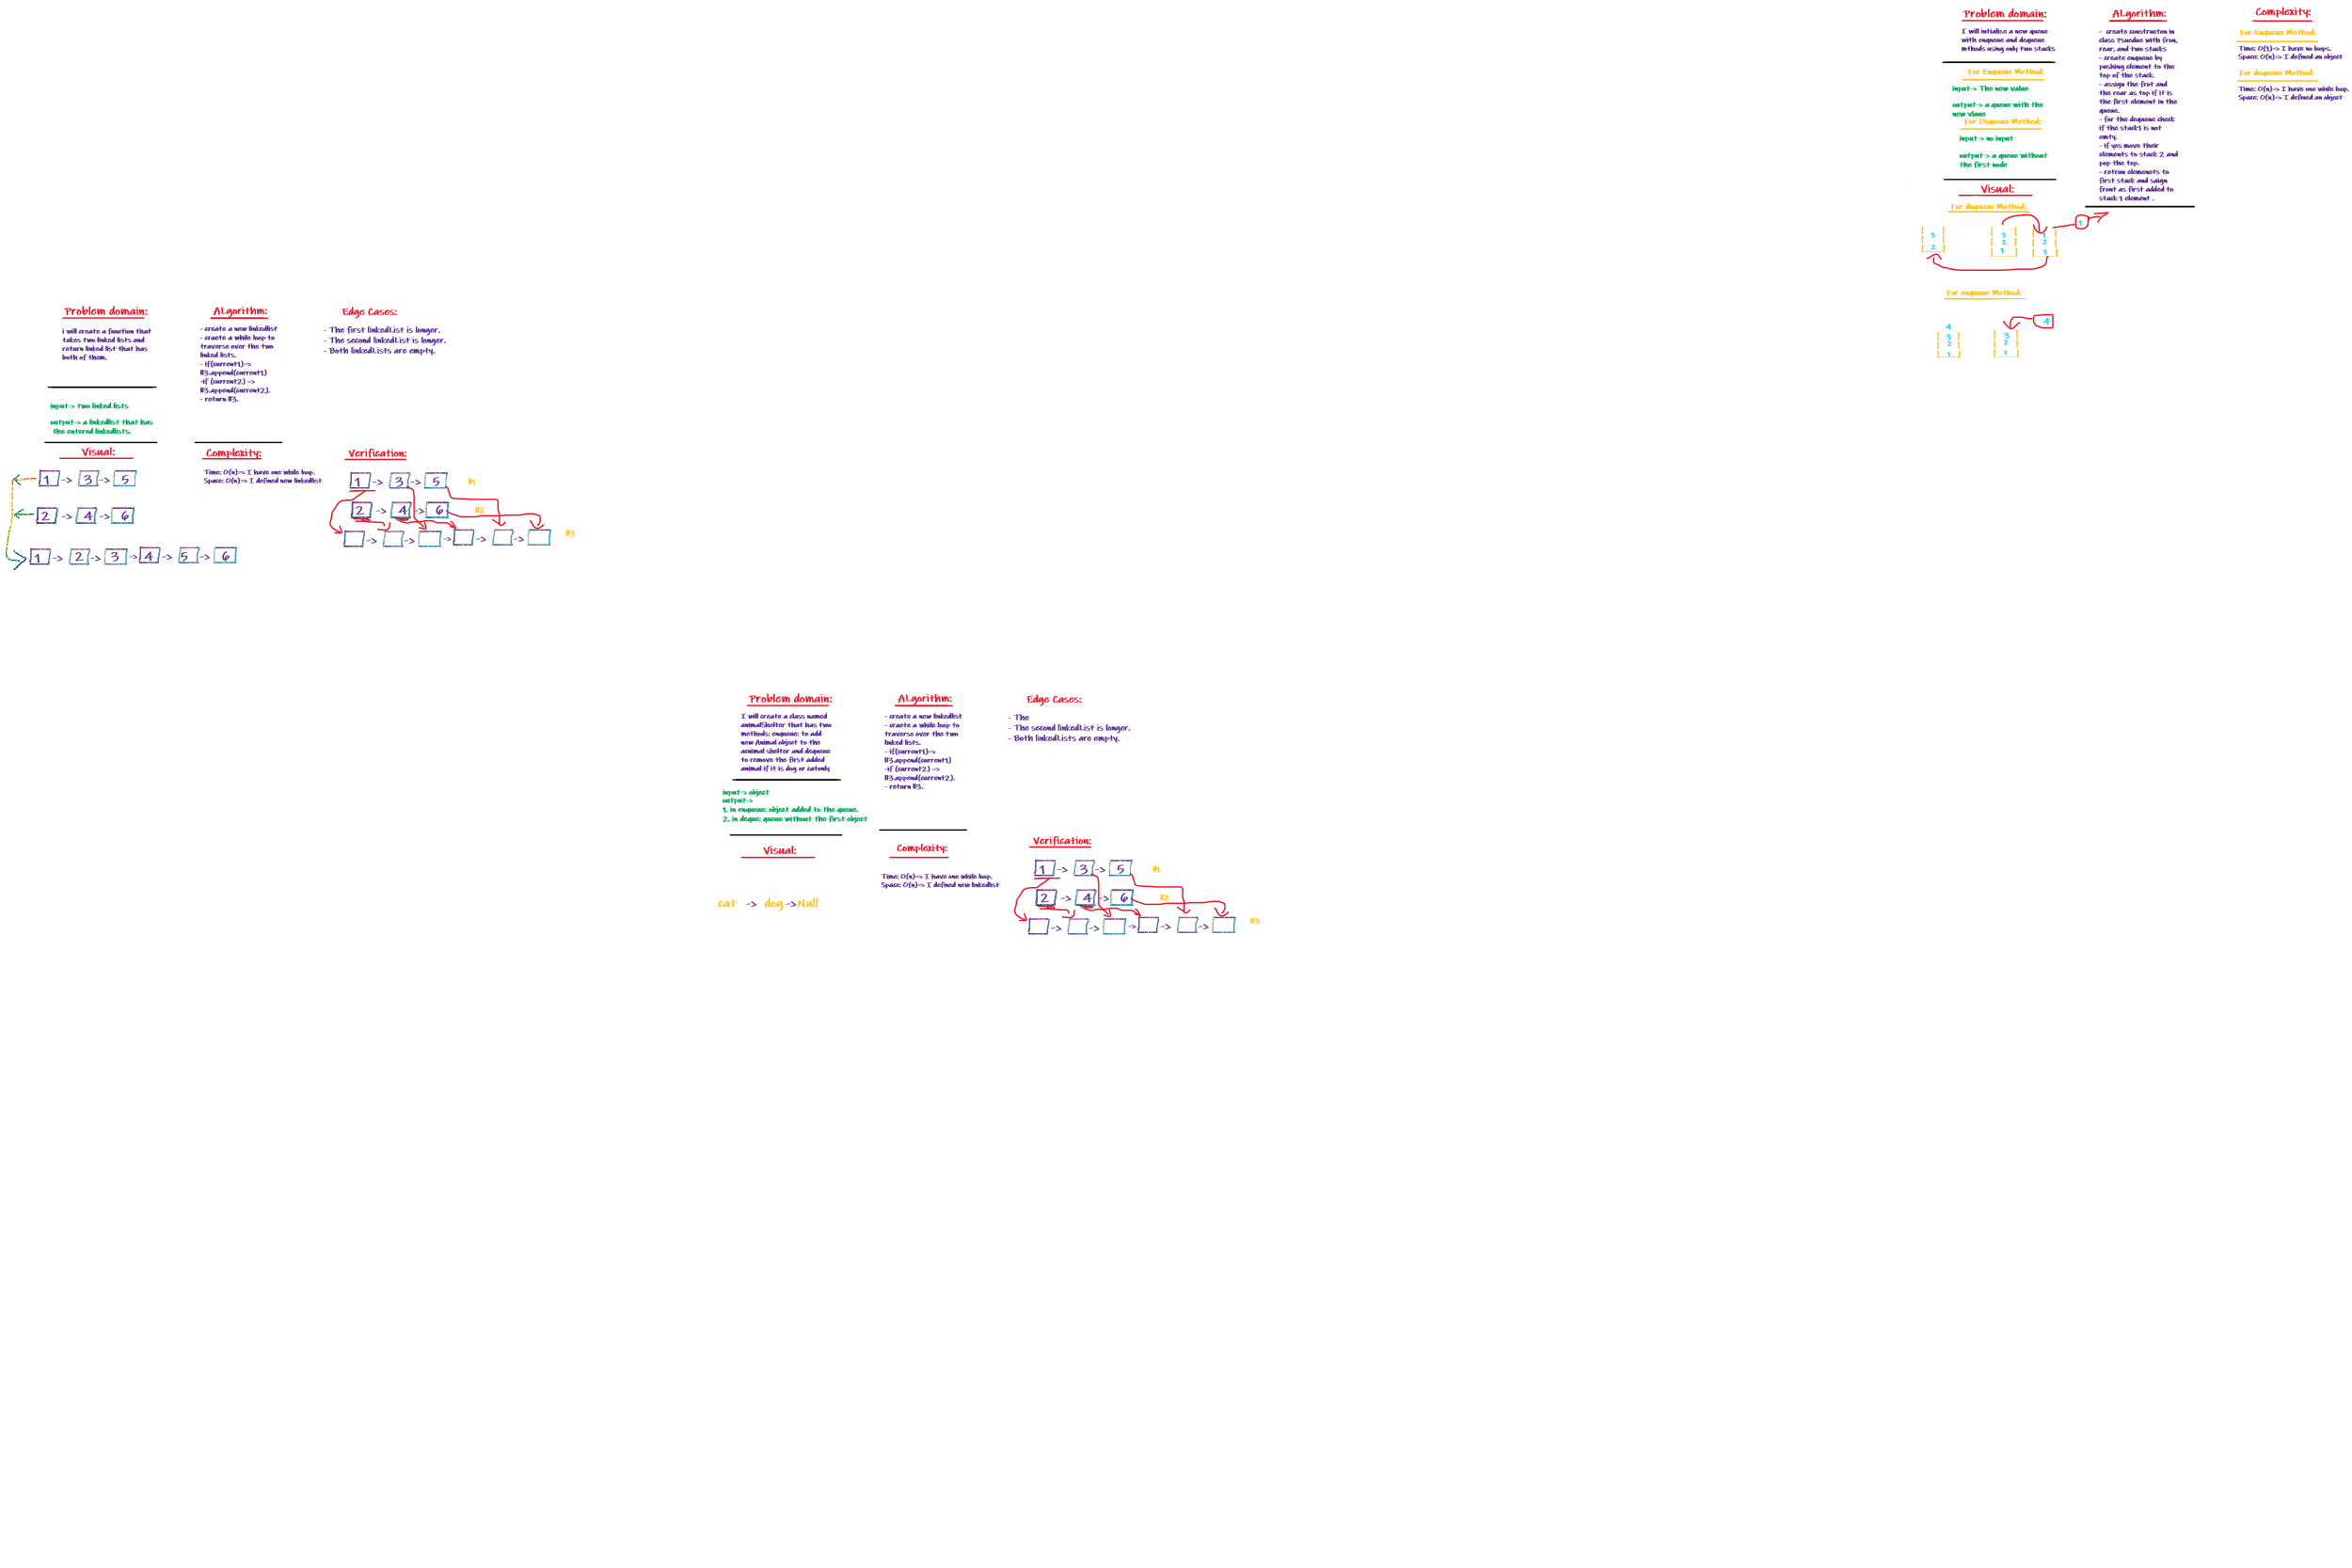 Problem domain:
i will create a function that
takes two linked lists and
return linked list that has
both of them.
input-> two linked lists
output-> a linkedlist that has
the entered linkedlists.
Visual:
1 -> 3 -> 5
2 -> 4 -> 6
1 -> 2 -> 3 -> 4 -> 5 -> 6
ALgorithm:
- create a new linkedlist
- craete a while loop to
traverse over the two
linked lists.
- if(current1)->
ll3.append(current1)
-if (current2) ->
ll3.append(current2).
- return ll3.
Complexity:
Time: O(n)-> I have one while loop.
Space: O(n)-> I defined new linkedlist
Edge Cases:
- The first linkedList is longer.
- The second linkedList is longer.
- Both linkedLists are empty.
Verification:
1 -> 3 -> 5 ll1
2 -> 4 -> 6 ll2
-> -> -> -> -> ll3
Problem domain:
I will create a class named
animalShelter that has two
methods: enqueue: to add
new Animal object to the
acnimal shelter and dequeue
to remove the first added
animal if it is dog or catonly
input-> object
output->
1. in enqueue: object added to the queue.
2. in deque: queue without the first object
Visual:
cat -> dog ->Null
ALgorithm:
- create a new linkedlist
- craete a while loop to
traverse over the two
linked lists.
- if(current1)->
ll3.append(current1)
-if (current2) ->
ll3.append(current2).
- return ll3.
Complexity:
Time: O(n)-> I have one while loop.
Space: O(n)-> I defined new linkedlist
Edge Cases:
- The
- The second linkedList is longer.
- Both linkedLists are empty.
Verification:
1 -> 3 -> 5 ll1
2 -> 4 -> 6 ll2
-> -> -> -> -> ll3
Problem domain:
I will intialize a new queue
with enqueue and dequeue
mthods using only two stacks
For Enqueue Method:
input-> The new value
output-> a queue with the
new vlaue
For Dequeue Method:
input-> no input
output-> a queue without
the first node
Visual:
For duqueue Method:
3
2
3
2
1
1
2
3
1
For enqueue Method:
4
3
2
1
3
2
1
4
ALgorithm:
- create constructon in
class Psuedue with fron,
rear, and two stacks
- create enqueue by
pushing element to the
top of the stack.
- assign the frot and
the rear as top if it is
the first element in the
queue.
- for the dequeue check
if the stack1 is not
emty.
- if yes move their
elements to stack 2 and
pop the top.
- retrun elemenets to
first stack and saign
front as first added to
stack 1 element .
Complexity:
For Enqueue Method:
Time: O(1)-> I have no loops.
Space: O(n)-> I defined an object
For dequeue Method:
Time: O(n)-> I have one while loop.
Space: O(n)-> I defined an object